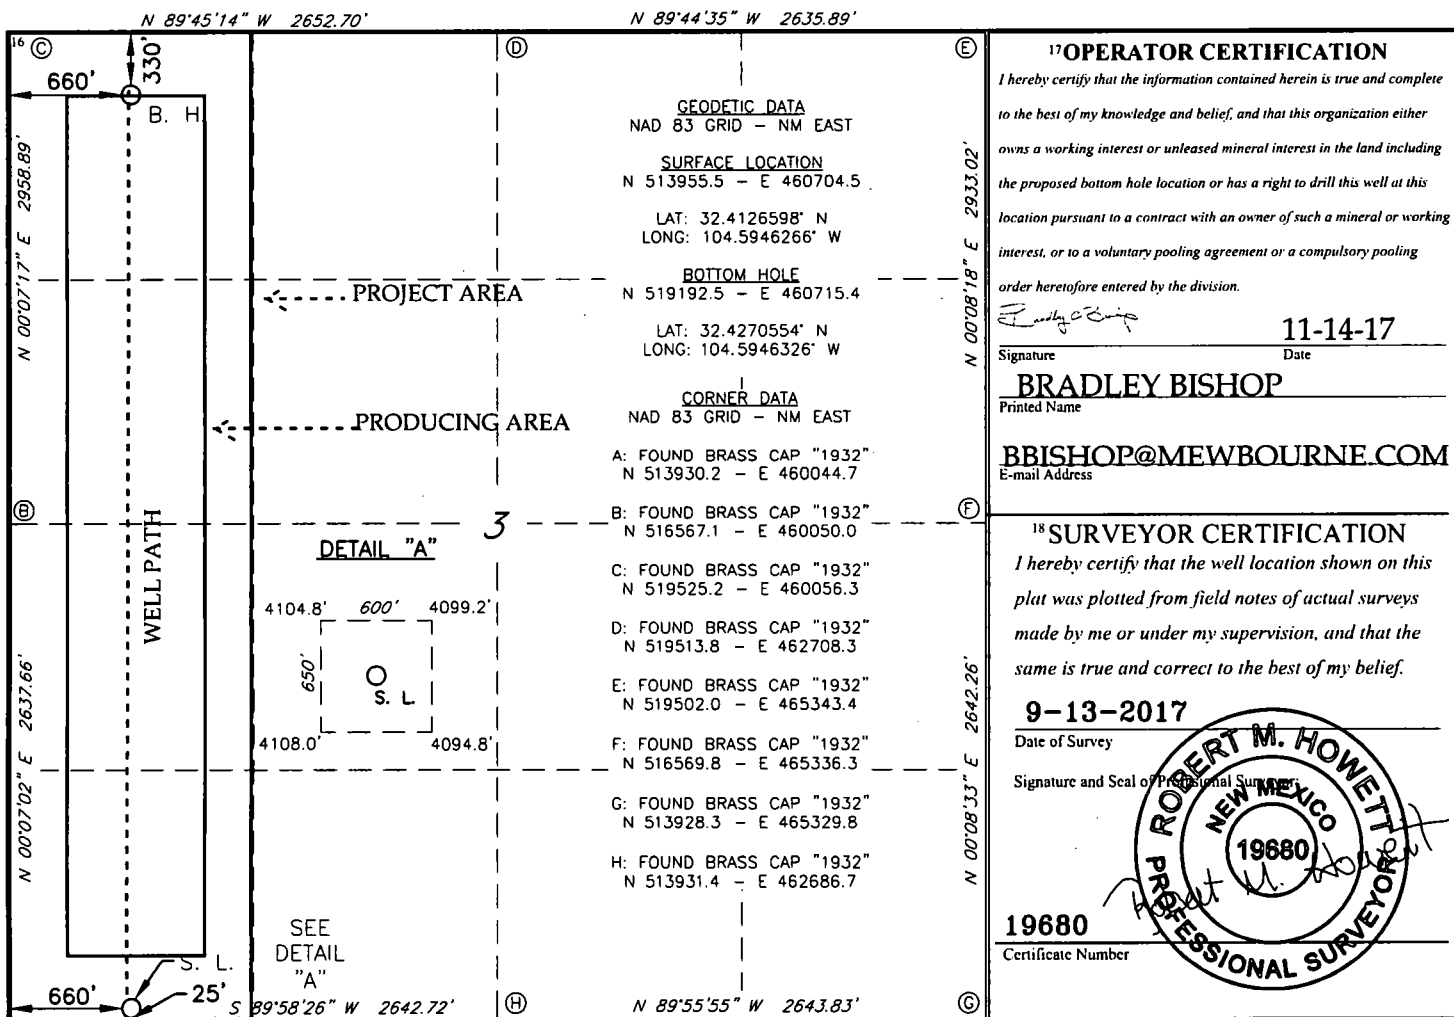 N 89°45'14" W 2652.70'
N 89°44'35" W 2635.89'
16 C
D
E
660'
330'
B. H.
N 00°07'17" E 2958.89'
N 00°08'18" E 2933.02'
GEODETIC DATA
NAD 83 GRID - NM EAST
SURFACE LOCATION
N 513955.5 - E 460704.5
LAT: 32.4126598° N
LONG: 104.5946266° W
BOTTOM HOLE
N 519192.5 - E 460715.4
LAT: 32.4270554° N
LONG: 104.5946326° W
CORNER DATA
NAD 83 GRID - NM EAST
A: FOUND BRASS CAP "1932"
N 513930.2 - E 460044.7
B: FOUND BRASS CAP "1932"
N 516567.1 - E 460050.0
C: FOUND BRASS CAP "1932"
N 519525.2 - E 460056.3
D: FOUND BRASS CAP "1932"
N 519513.8 - E 462708.3
E: FOUND BRASS CAP "1932"
N 519502.0 - E 465343.4
F: FOUND BRASS CAP "1932"
N 516569.8 - E 465336.3
G: FOUND BRASS CAP "1932"
N 513928.3 - E 465329.8
H: FOUND BRASS CAP "1932"
N 513931.4 - E 462686.7
PROJECT AREA
PRODUCING AREA
WELL PATH
B
F
3
DETAIL "A"
4104.8' 600' 4099.2'
650'
S. L.
4108.0' 4094.8'
N 00°07'02" E 2637.66'
N 00°08'33" E 2642.26'
SEE
DETAIL
"A"
S. L.
660'
25'
S 89°58'26" W 2642.72'
H
N 89°55'55" W 2643.83'
G
17 OPERATOR CERTIFICATION
I hereby certify that the information contained herein is true and complete
to the best of my knowledge and belief, and that this organization either
owns a working interest or unleased mineral interest in the land including
the proposed bottom hole location or has a right to drill this well at this
location pursuant to a contract with an owner of such a mineral or working
interest, or to a voluntary pooling agreement or a compulsory pooling
order heretofore entered by the division.
11-14-17
Signature Date
BRADLEY BISHOP
Printed Name
BBISHOP@MEWBOURNE.COM
E-mail Address
18 SURVEYOR CERTIFICATION
I hereby certify that the well location shown on this
plat was plotted from field notes of actual surveys
made by me or under my supervision, and that the
same is true and correct to the best of my belief.
9-13-2017
Date of Survey
Signature and Seal of Professional Surveyor:
ROBERT M. HOWETT
NEW MEXICO
19680
PROFESSIONAL SURVEYOR
Robert M. Howett
19680
Certificate Number